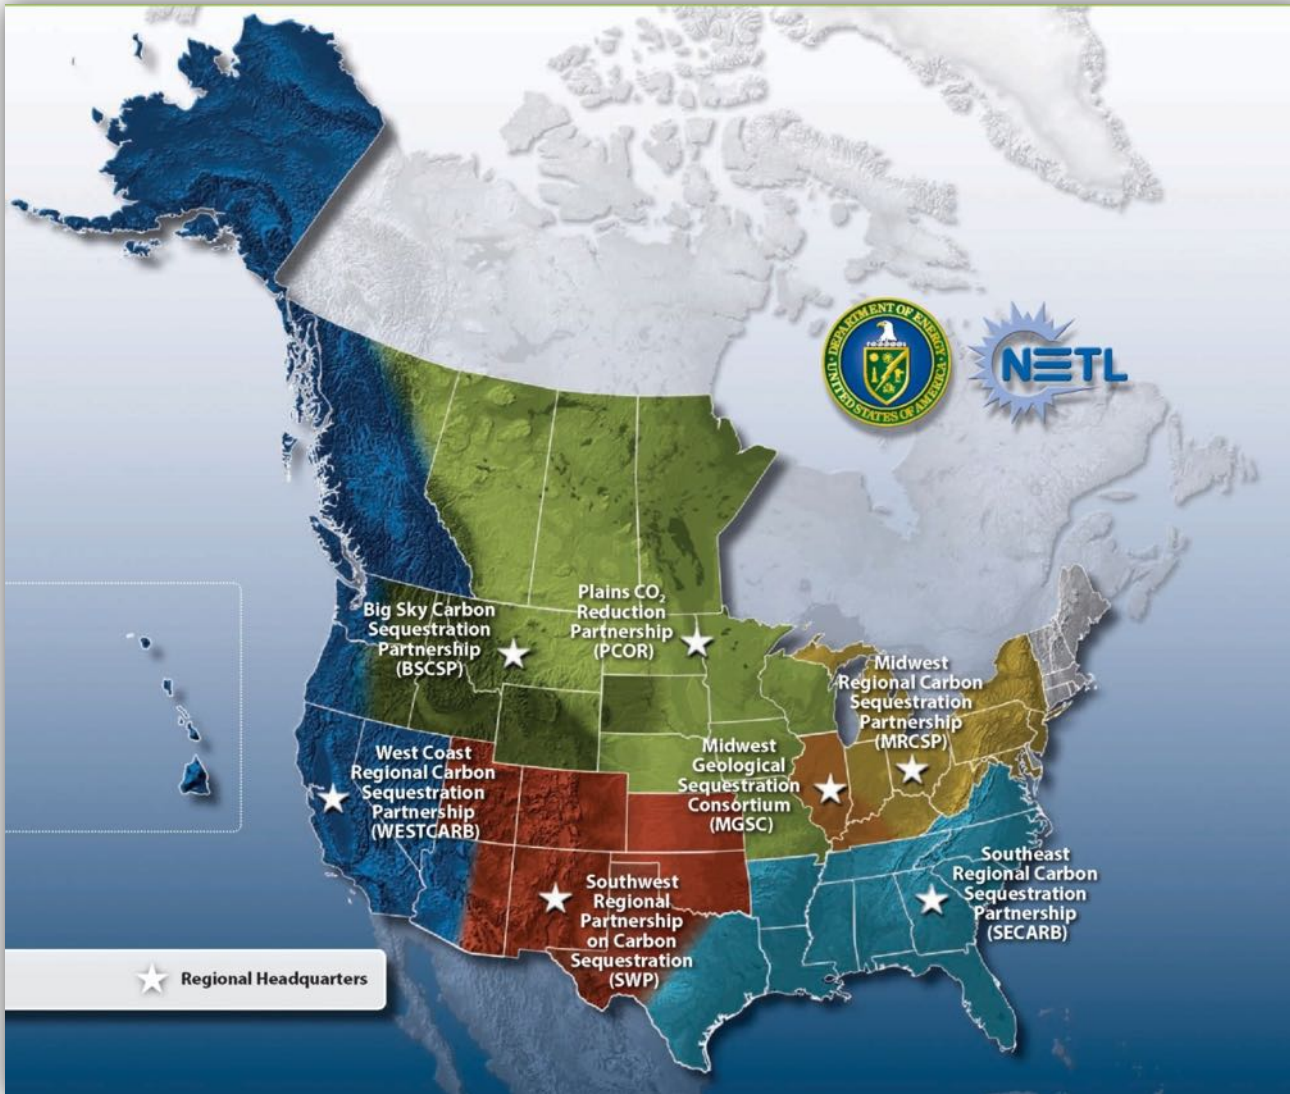 DEPARTMENT OF ENERGY
UNITED STATES OF AMERICA
NETL
Big Sky Carbon
Sequestration
Partnership
(BSCSP)
Plains CO₂
Reduction
Partnership
(PCOR)
Midwest
Regional Carbon
Sequestration
Partnership
(MRCSP)
West Coast
Regional Carbon
Sequestration
Partnership
(WESTCARB)
Midwest
Geological
Sequestration
Consortium
(MGSC)
Southeast
Regional Carbon
Sequestration
Partnership
(SECARB)
Southwest
Regional
Partnership
on Carbon
Sequestration
(SWP)
Regional Headquarters